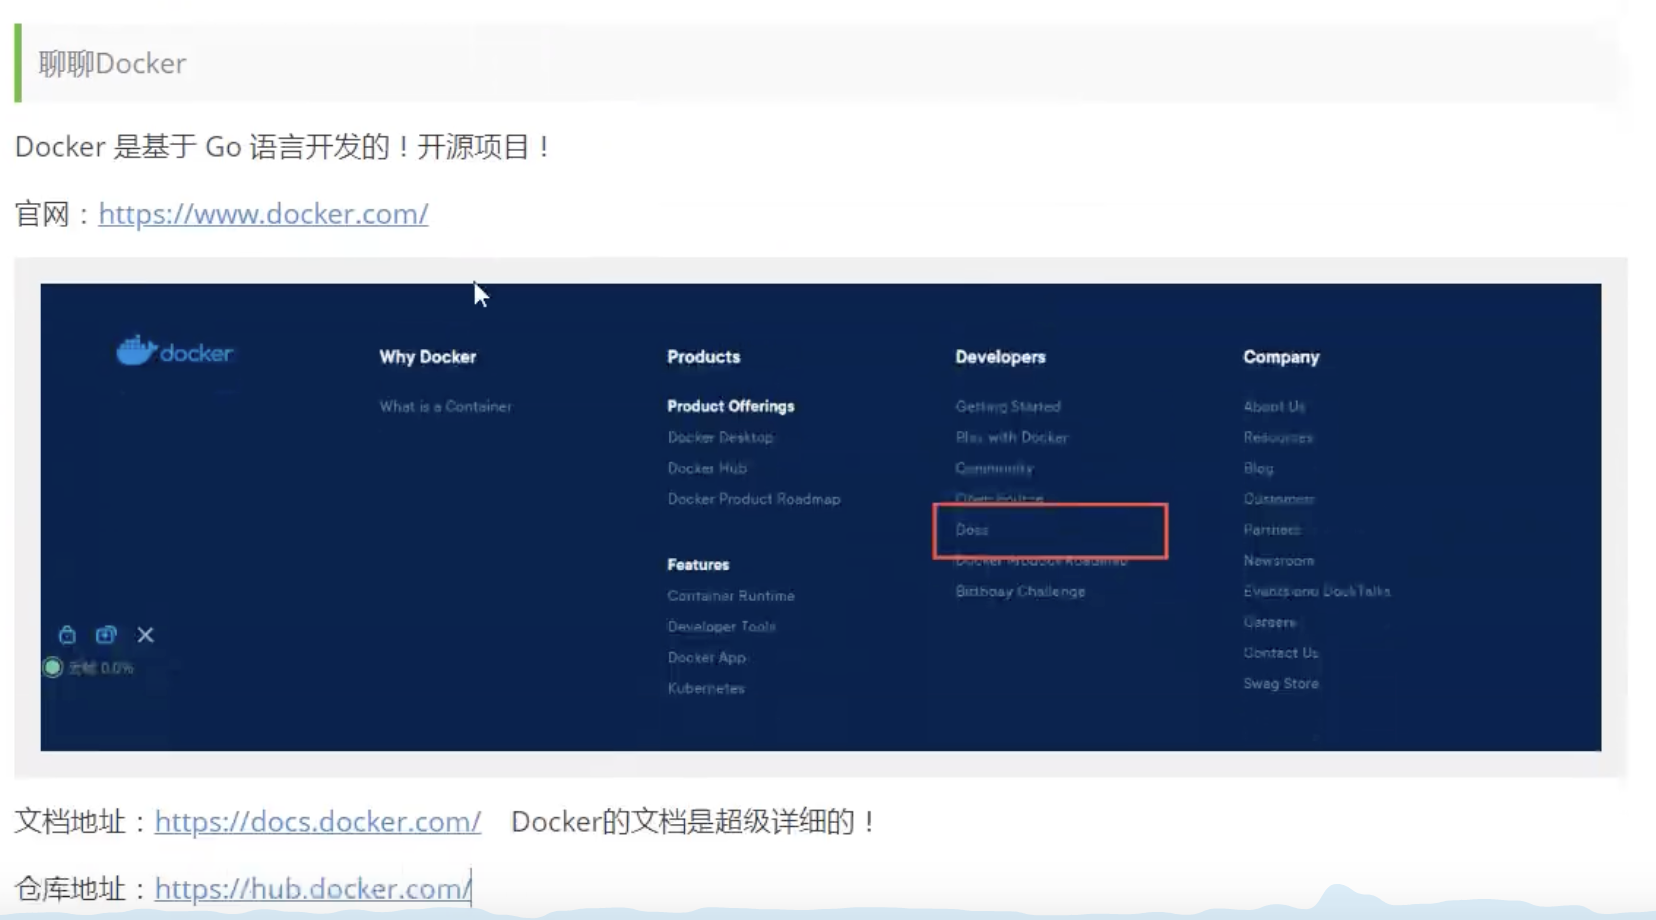 聊聊Docker
Docker 是基于 Go 语言开发的！开源项目！
官网：https://www.docker.com/
docker
Why Docker
What is a Container
Products
Product Offerings
Docker Desktop
Docker Hub
Docker Product Roadmap
Features
Container Runtime
Developer Tools
Docker App
Kubernetes
Developers
Getting Started
Play with Docker
Community
Open Source
Docs
Docker Product Roadmap
Birthday Challenge
Company
About Us
Resources
Blog
Customers
Partners
Newsroom
Events and DockTalks
Careers
Contact Us
Swag Store
0.0%
文档地址：https://docs.docker.com/ Docker的文档是超级详细的！
仓库地址：https://hub.docker.com/